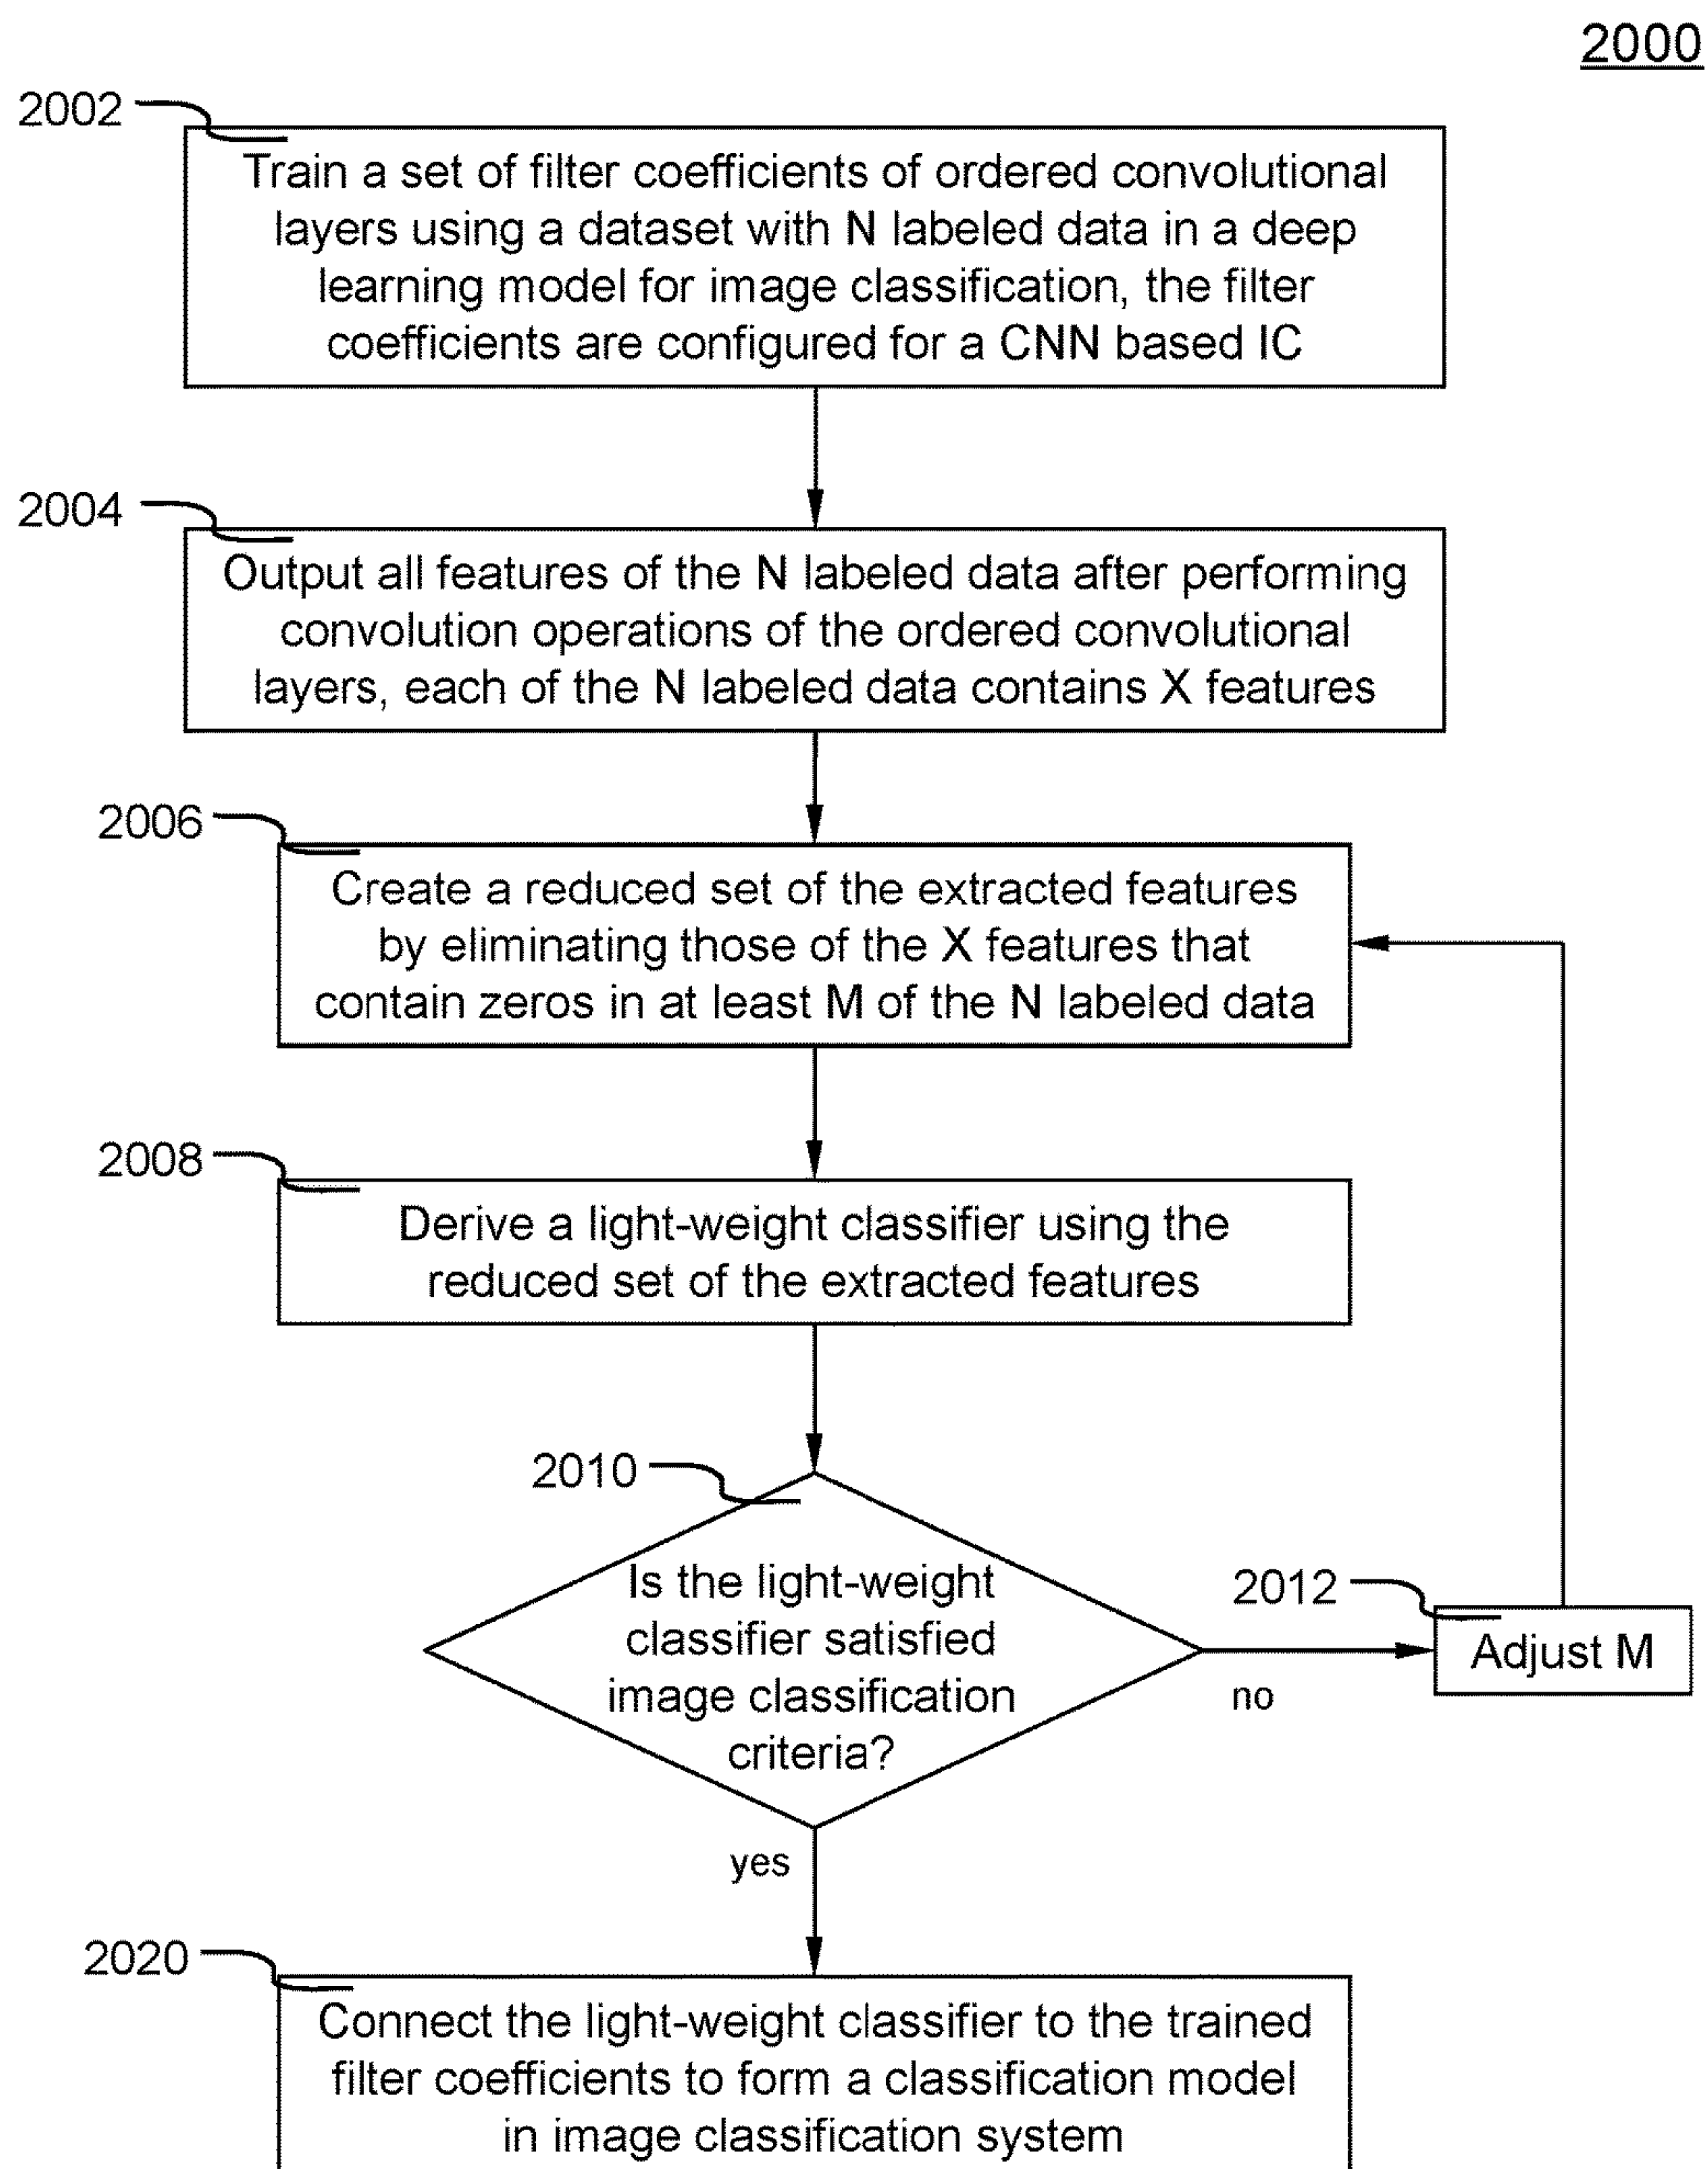 2000
2002
Train a set of filter coefficients of ordered convolutional
layers using a dataset with N labeled data in a deep
learning model for image classification, the filter
coefficients are configured for a CNN based IC
2004
Output all features of the N labeled data after performing
convolution operations of the ordered convolutional
layers, each of the N labeled data contains X features
2006
Create a reduced set of the extracted features
by eliminating those of the X features that
contain zeros in at least M of the N labeled data
2008
Derive a light-weight classifier using the
reduced set of the extracted features
2010
Is the light-weight
classifier satisfied
image classification
criteria?
2012
Adjust M
no
yes
2020
Connect the light-weight classifier to the trained
filter coefficients to form a classification model
in image classification system